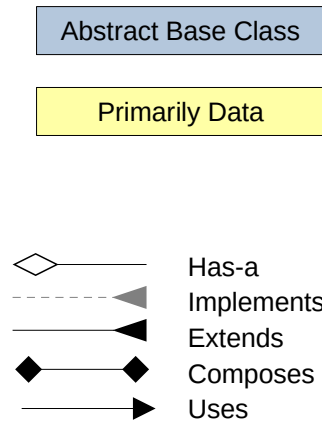 Abstract Base Class
Primarily Data
Has-a
Implements
Extends
Composes
Uses